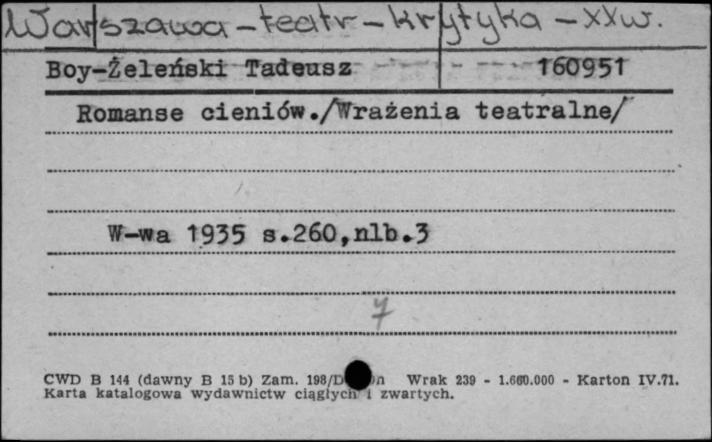 Warszawa - teatr - krytyka - XXw.
Boy-Żeleński Tadeusz 160951
Romanse cieniów./Wrażenia teatralne/
W-wa 1935 s.260,nlb.3
7
CWD B 144 (dawny B 15 b) Zam. 198/D Wrak 239 - 1.660.000 - Karton IV.71.
Karta katalogowa wydawnictw ciągłych i zwartych.